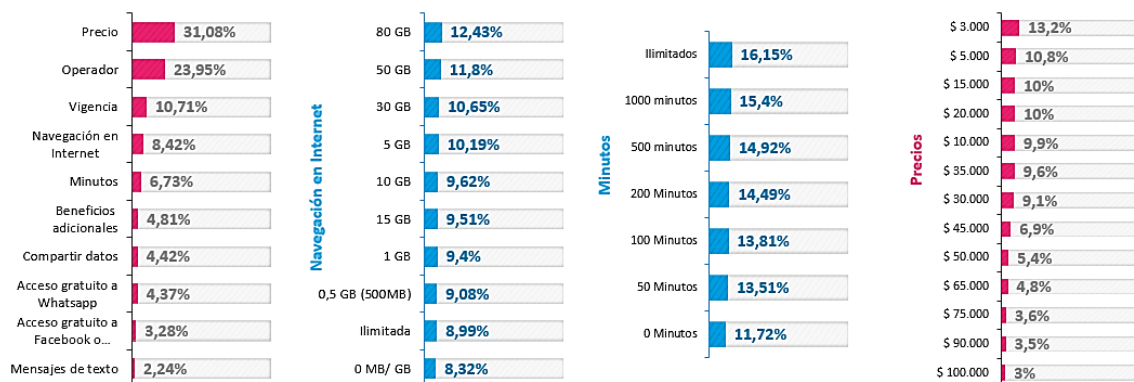 Precio 31,08%
Operador 23,95%
Vigencia 10,71%
Navegación en
Internet 8,42%
Minutos 6,73%
Beneficios
adicionales 4,81%
Compartir datos 4,42%
Acceso gratuito a
Whatsapp 4,37%
Acceso gratuito a
Facebook o... 3,28%
Mensajes de texto 2,24%
Navegación en Internet
80 GB 12,43%
50 GB 11,8%
30 GB 10,65%
5 GB 10,19%
10 GB 9,62%
15 GB 9,51%
1 GB 9,4%
0,5 GB (500MB) 9,08%
Ilimitada 8,99%
0 MB/ GB 8,32%
Minutos
Ilimitados 16,15%
1000 minutos 15,4%
500 minutos 14,92%
200 Minutos 14,49%
100 Minutos 13,81%
50 Minutos 13,51%
0 Minutos 11,72%
Precios
$ 3.000 13,2%
$ 5.000 10,8%
$ 15.000 10%
$ 20.000 10%
$ 10.000 9,9%
$ 35.000 9,6%
$ 30.000 9,1%
$ 45.000 6,9%
$ 50.000 5,4%
$ 65.000 4,8%
$ 75.000 3,6%
$ 90.000 3,5%
$ 100.000 3%